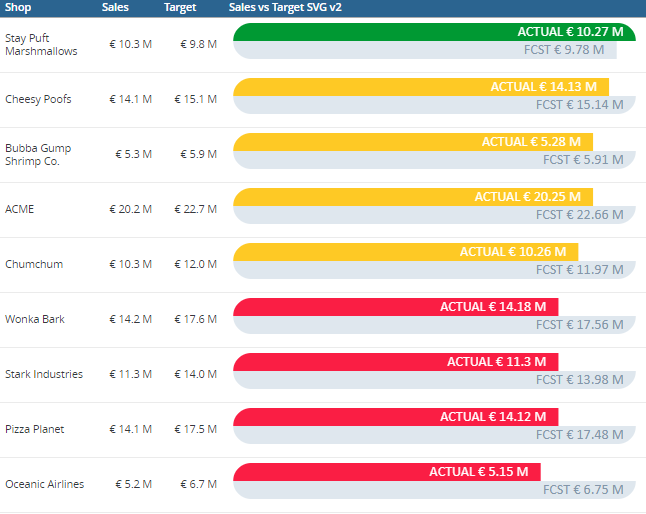 Shop Sales Target Sales vs Target SVG v2
Stay Puft
Marshmallows
€ 10.3 M € 9.8 M
ACTUAL € 10.27 M
FCST € 9.78 M
Cheesy Poofs € 14.1 M € 15.1 M
ACTUAL € 14.13 M
FCST € 15.14 M
Bubba Gump
Shrimp Co.
€ 5.3 M € 5.9 M
ACTUAL € 5.28 M
FCST € 5.91 M
ACME € 20.2 M € 22.7 M
ACTUAL € 20.25 M
FCST € 22.66 M
Chumchum € 10.3 M € 12.0 M
ACTUAL € 10.26 M
FCST € 11.97 M
Wonka Bark € 14.2 M € 17.6 M
ACTUAL € 14.18 M
FCST € 17.56 M
Stark Industries € 11.3 M € 14.0 M
ACTUAL € 11.3 M
FCST € 13.98 M
Pizza Planet € 14.1 M € 17.5 M
ACTUAL € 14.12 M
FCST € 17.48 M
Oceanic Airlines € 5.2 M € 6.7 M
ACTUAL € 5.15 M
FCST € 6.75 M